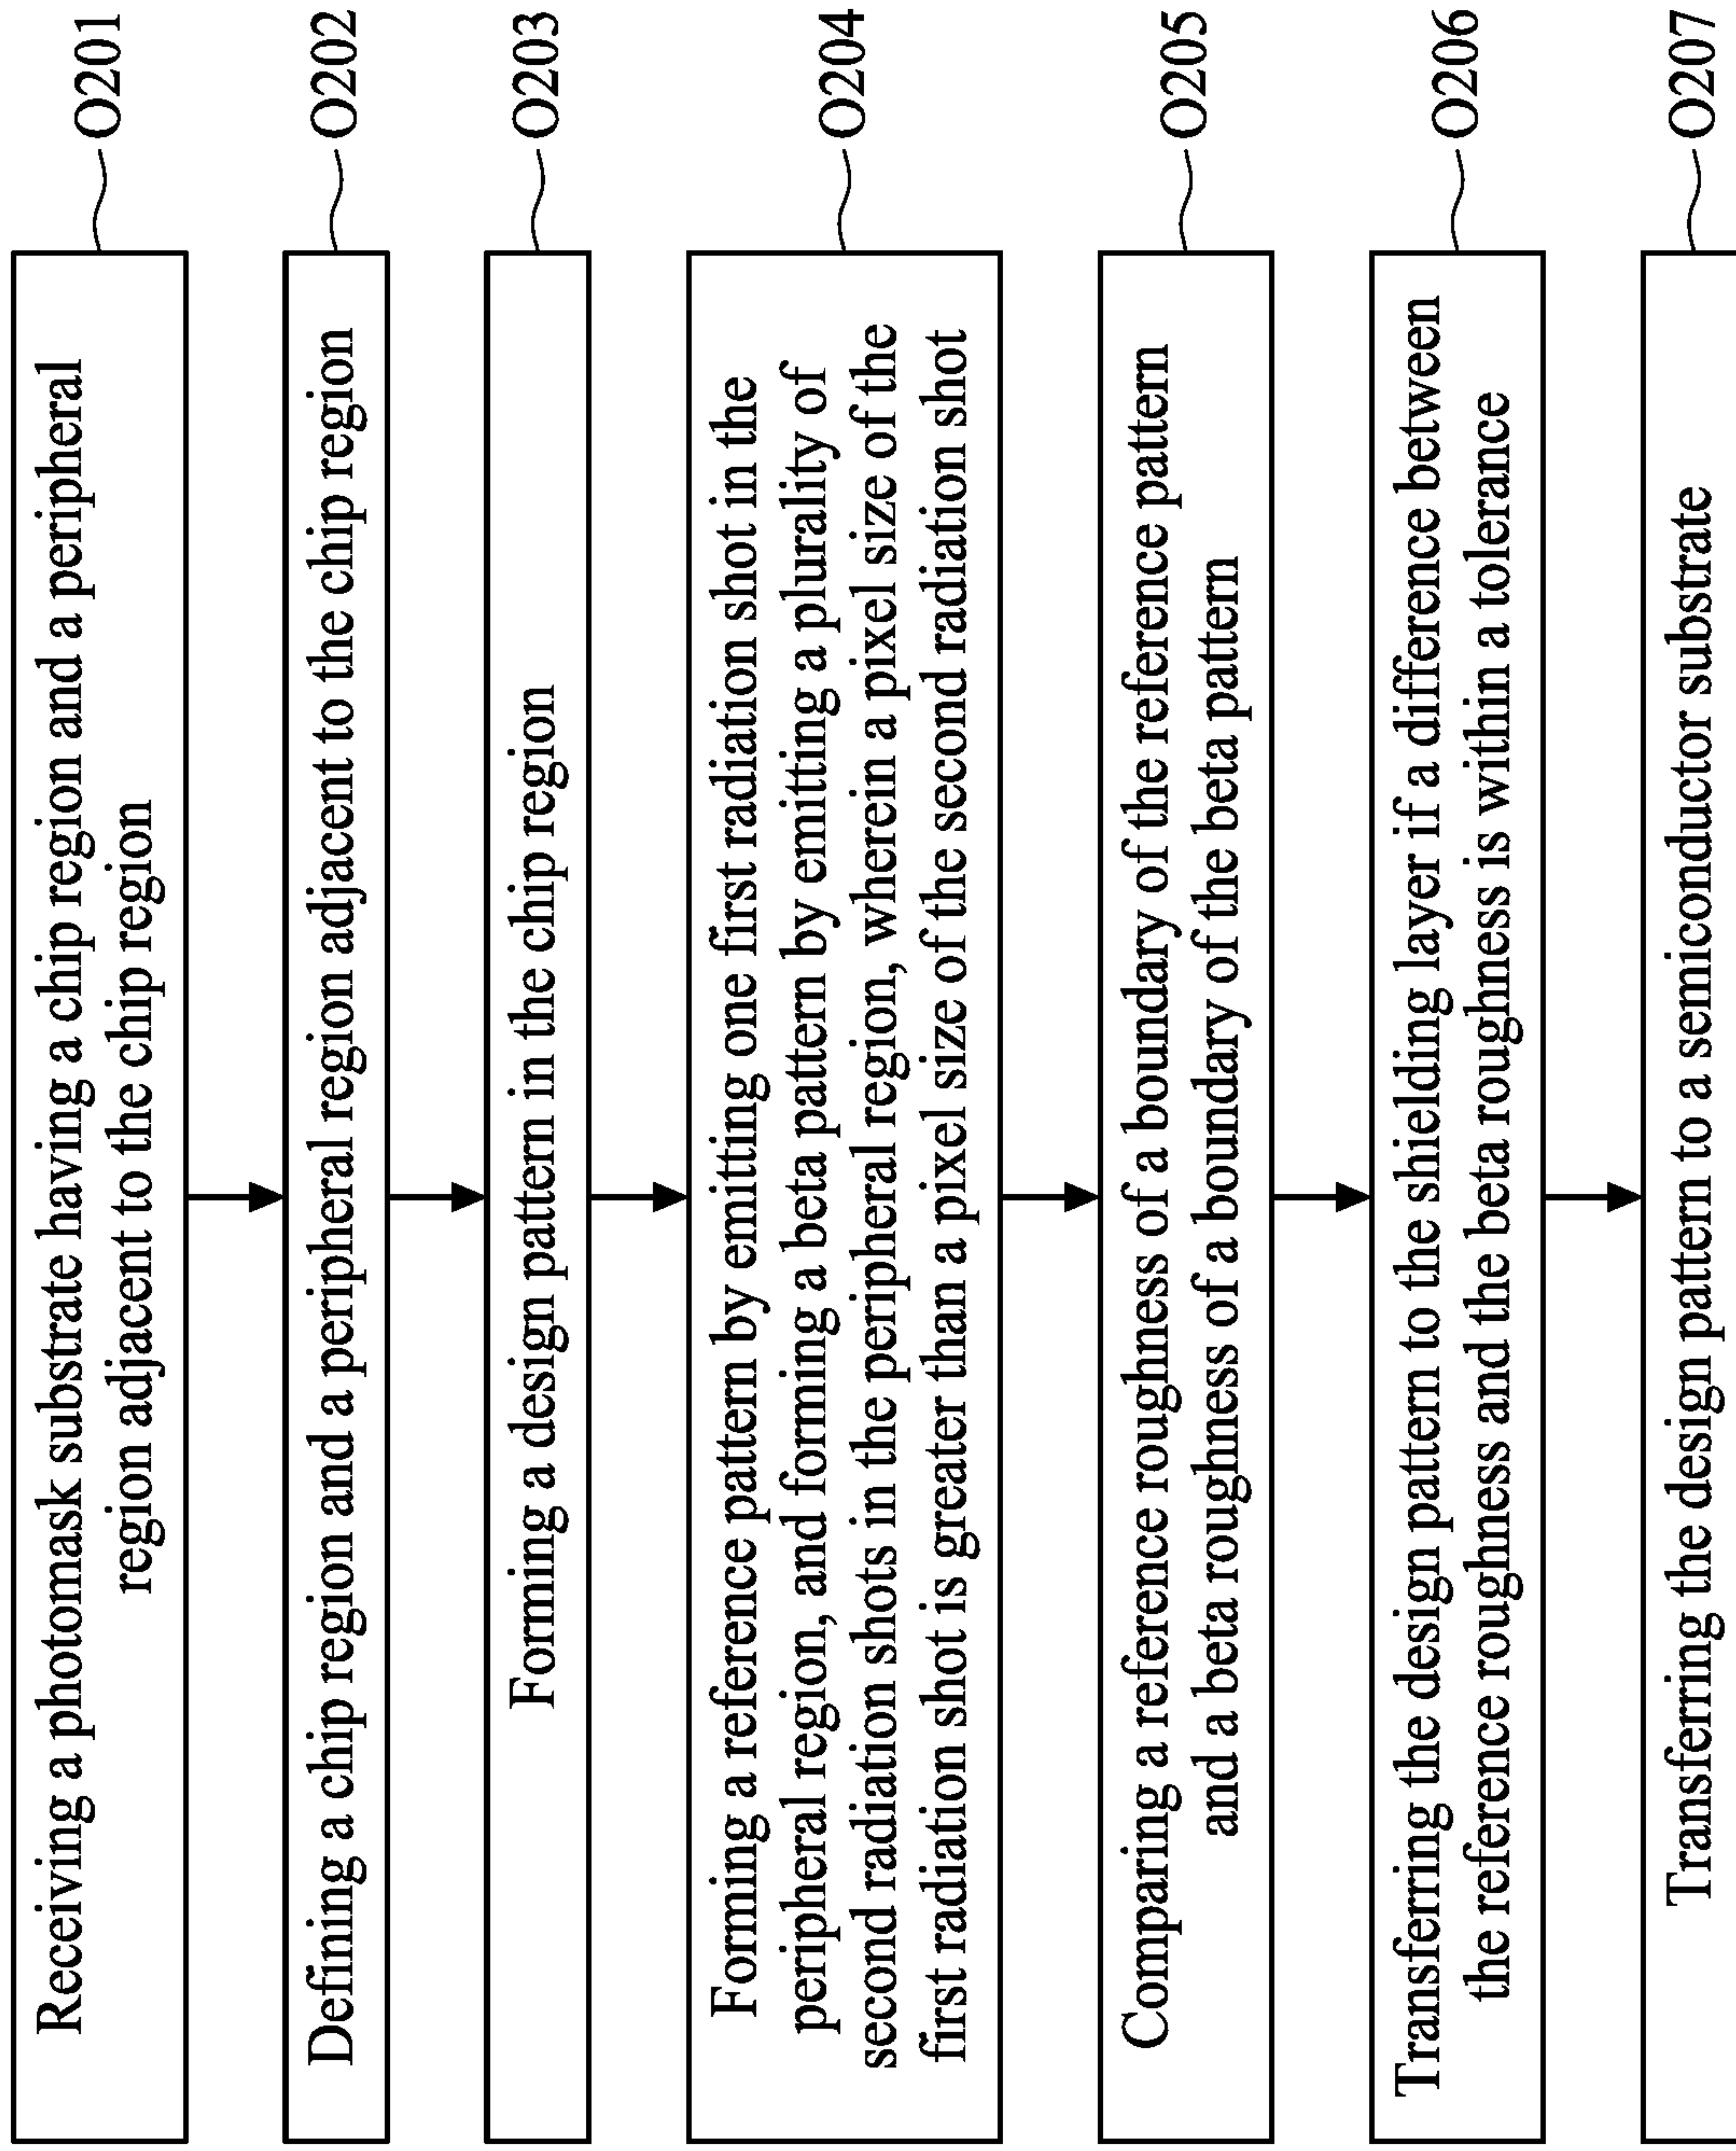 Receiving a photomask substrate having a chip region and a peripheral
region adjacent to the chip region
O201
Defining a chip region and a peripheral region adjacent to the chip region
O202
Forming a design pattern in the chip region
O203
Forming a reference pattern by emitting one first radiation shot in the
peripheral region, and forming a beta pattern by emitting a plurality of
second radiation shots in the peripheral region, wherein a pixel size of the
first radiation shot is greater than a pixel size of the second radiation shot
O204
Comparing a reference roughness of a boundary of the reference pattern
and a beta roughness of a boundary of the beta pattern
O205
Transferring the design pattern to the shielding layer if a difference between
the reference roughness and the beta roughness is within a tolerance
O206
Transferring the design pattern to a semiconductor substrate
O207